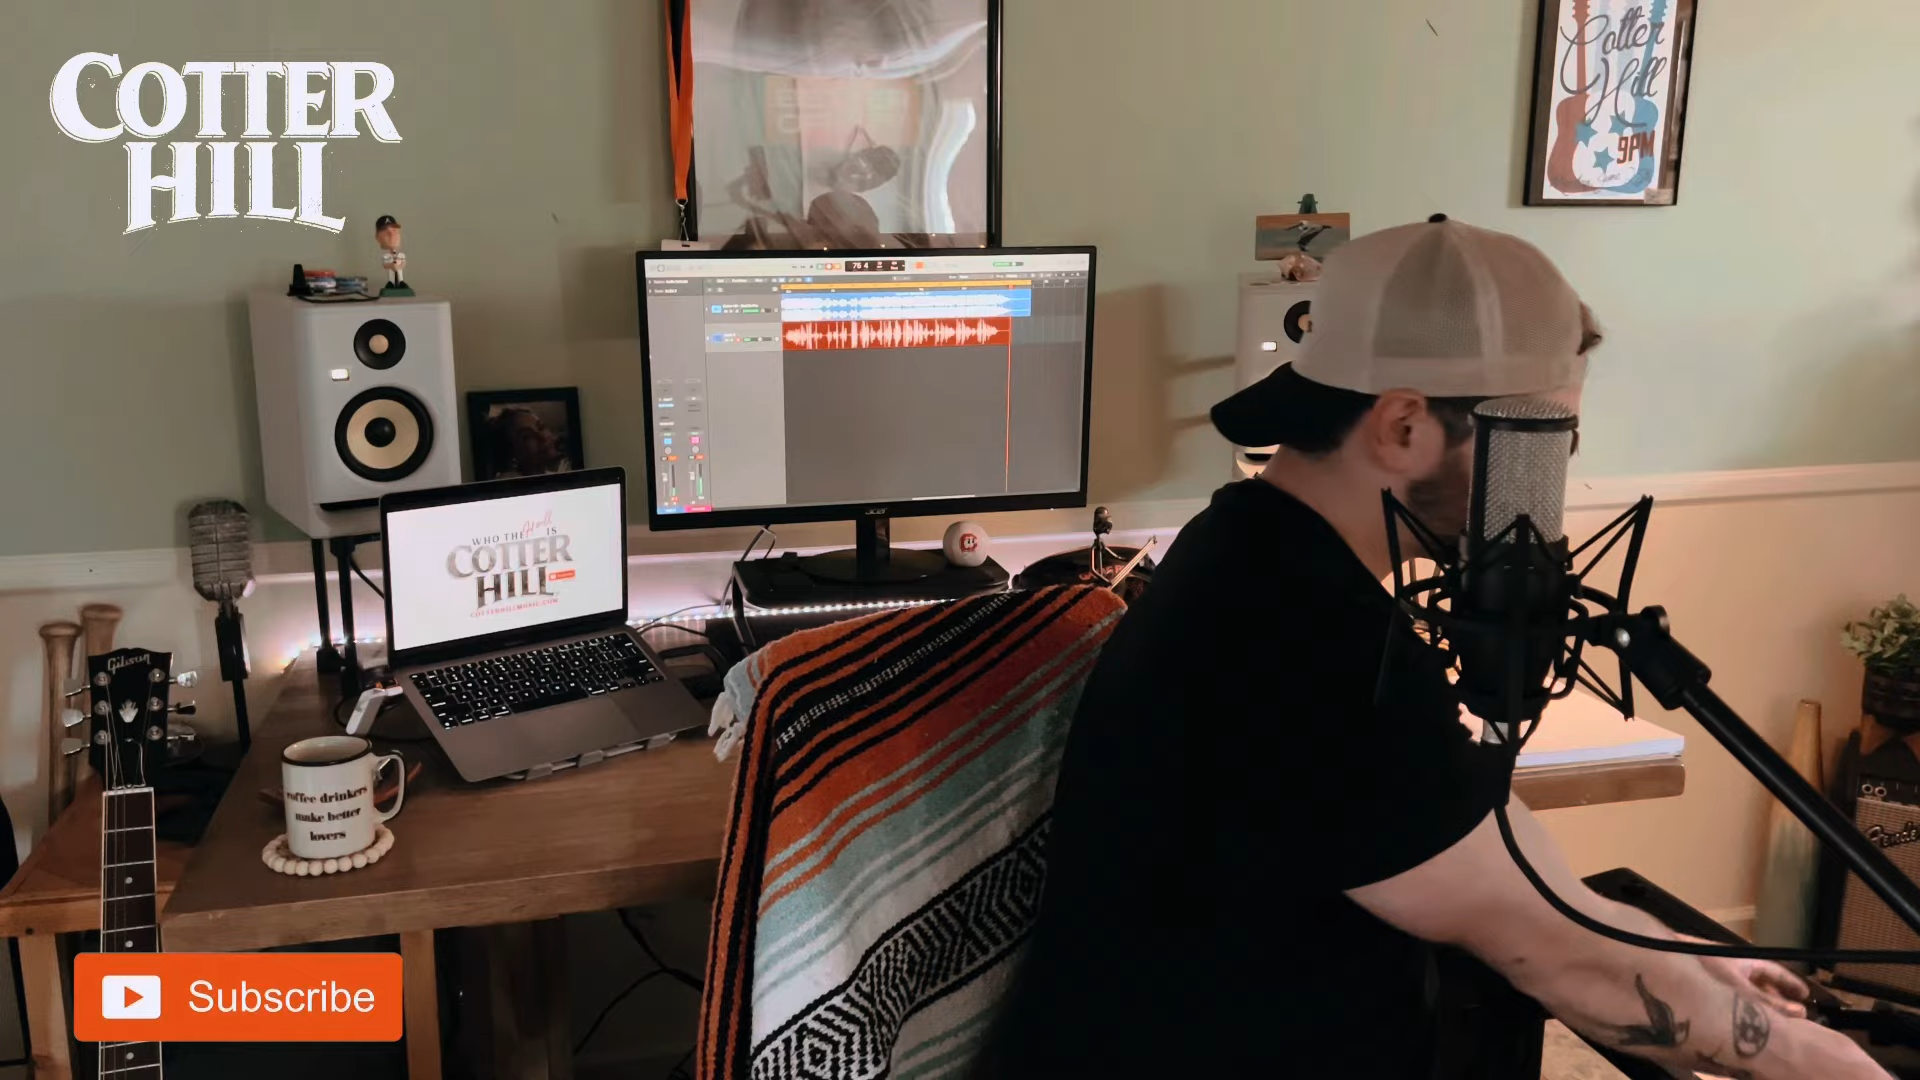 COTTER
HILL
Cotter
Hill
9PM
76 4
acer
WHO THE Hell IS
COTTER
HILL
COTTERHILLMUSIC.COM
Gibson
coffee drinkers
make better
lovers
Fender
Subscribe